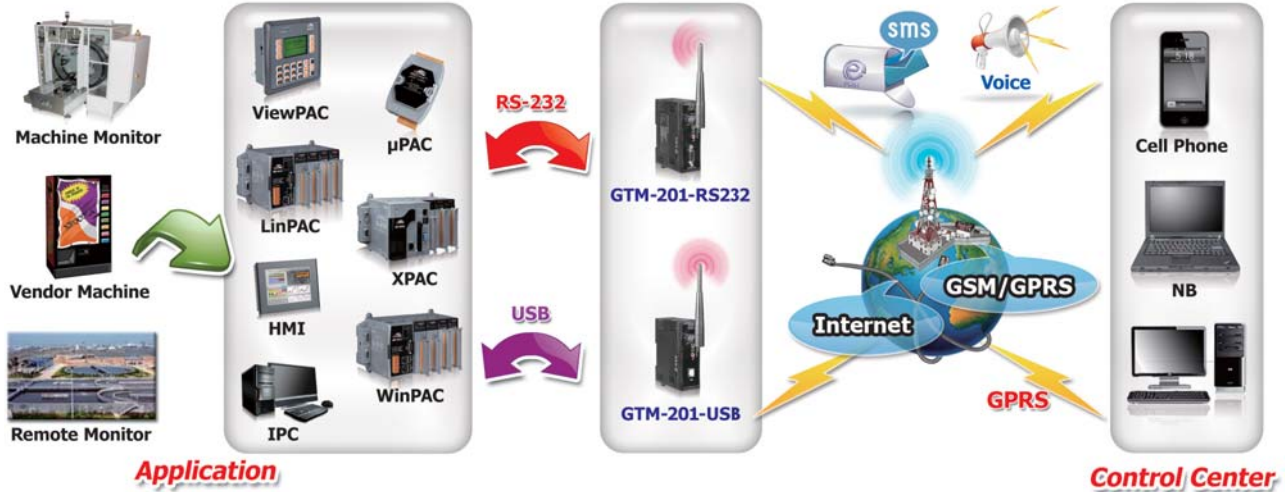 Machine Monitor
Vendor Machine
Remote Monitor
Application
ViewPAC
µPAC
LinPAC
XPAC
HMI
WinPAC
IPC
RS-232
USB
GTM-201-RS232
GTM-201-USB
sms
e
Voice
GSM/GPRS
Internet
GPRS
Cell Phone
NB
Control Center